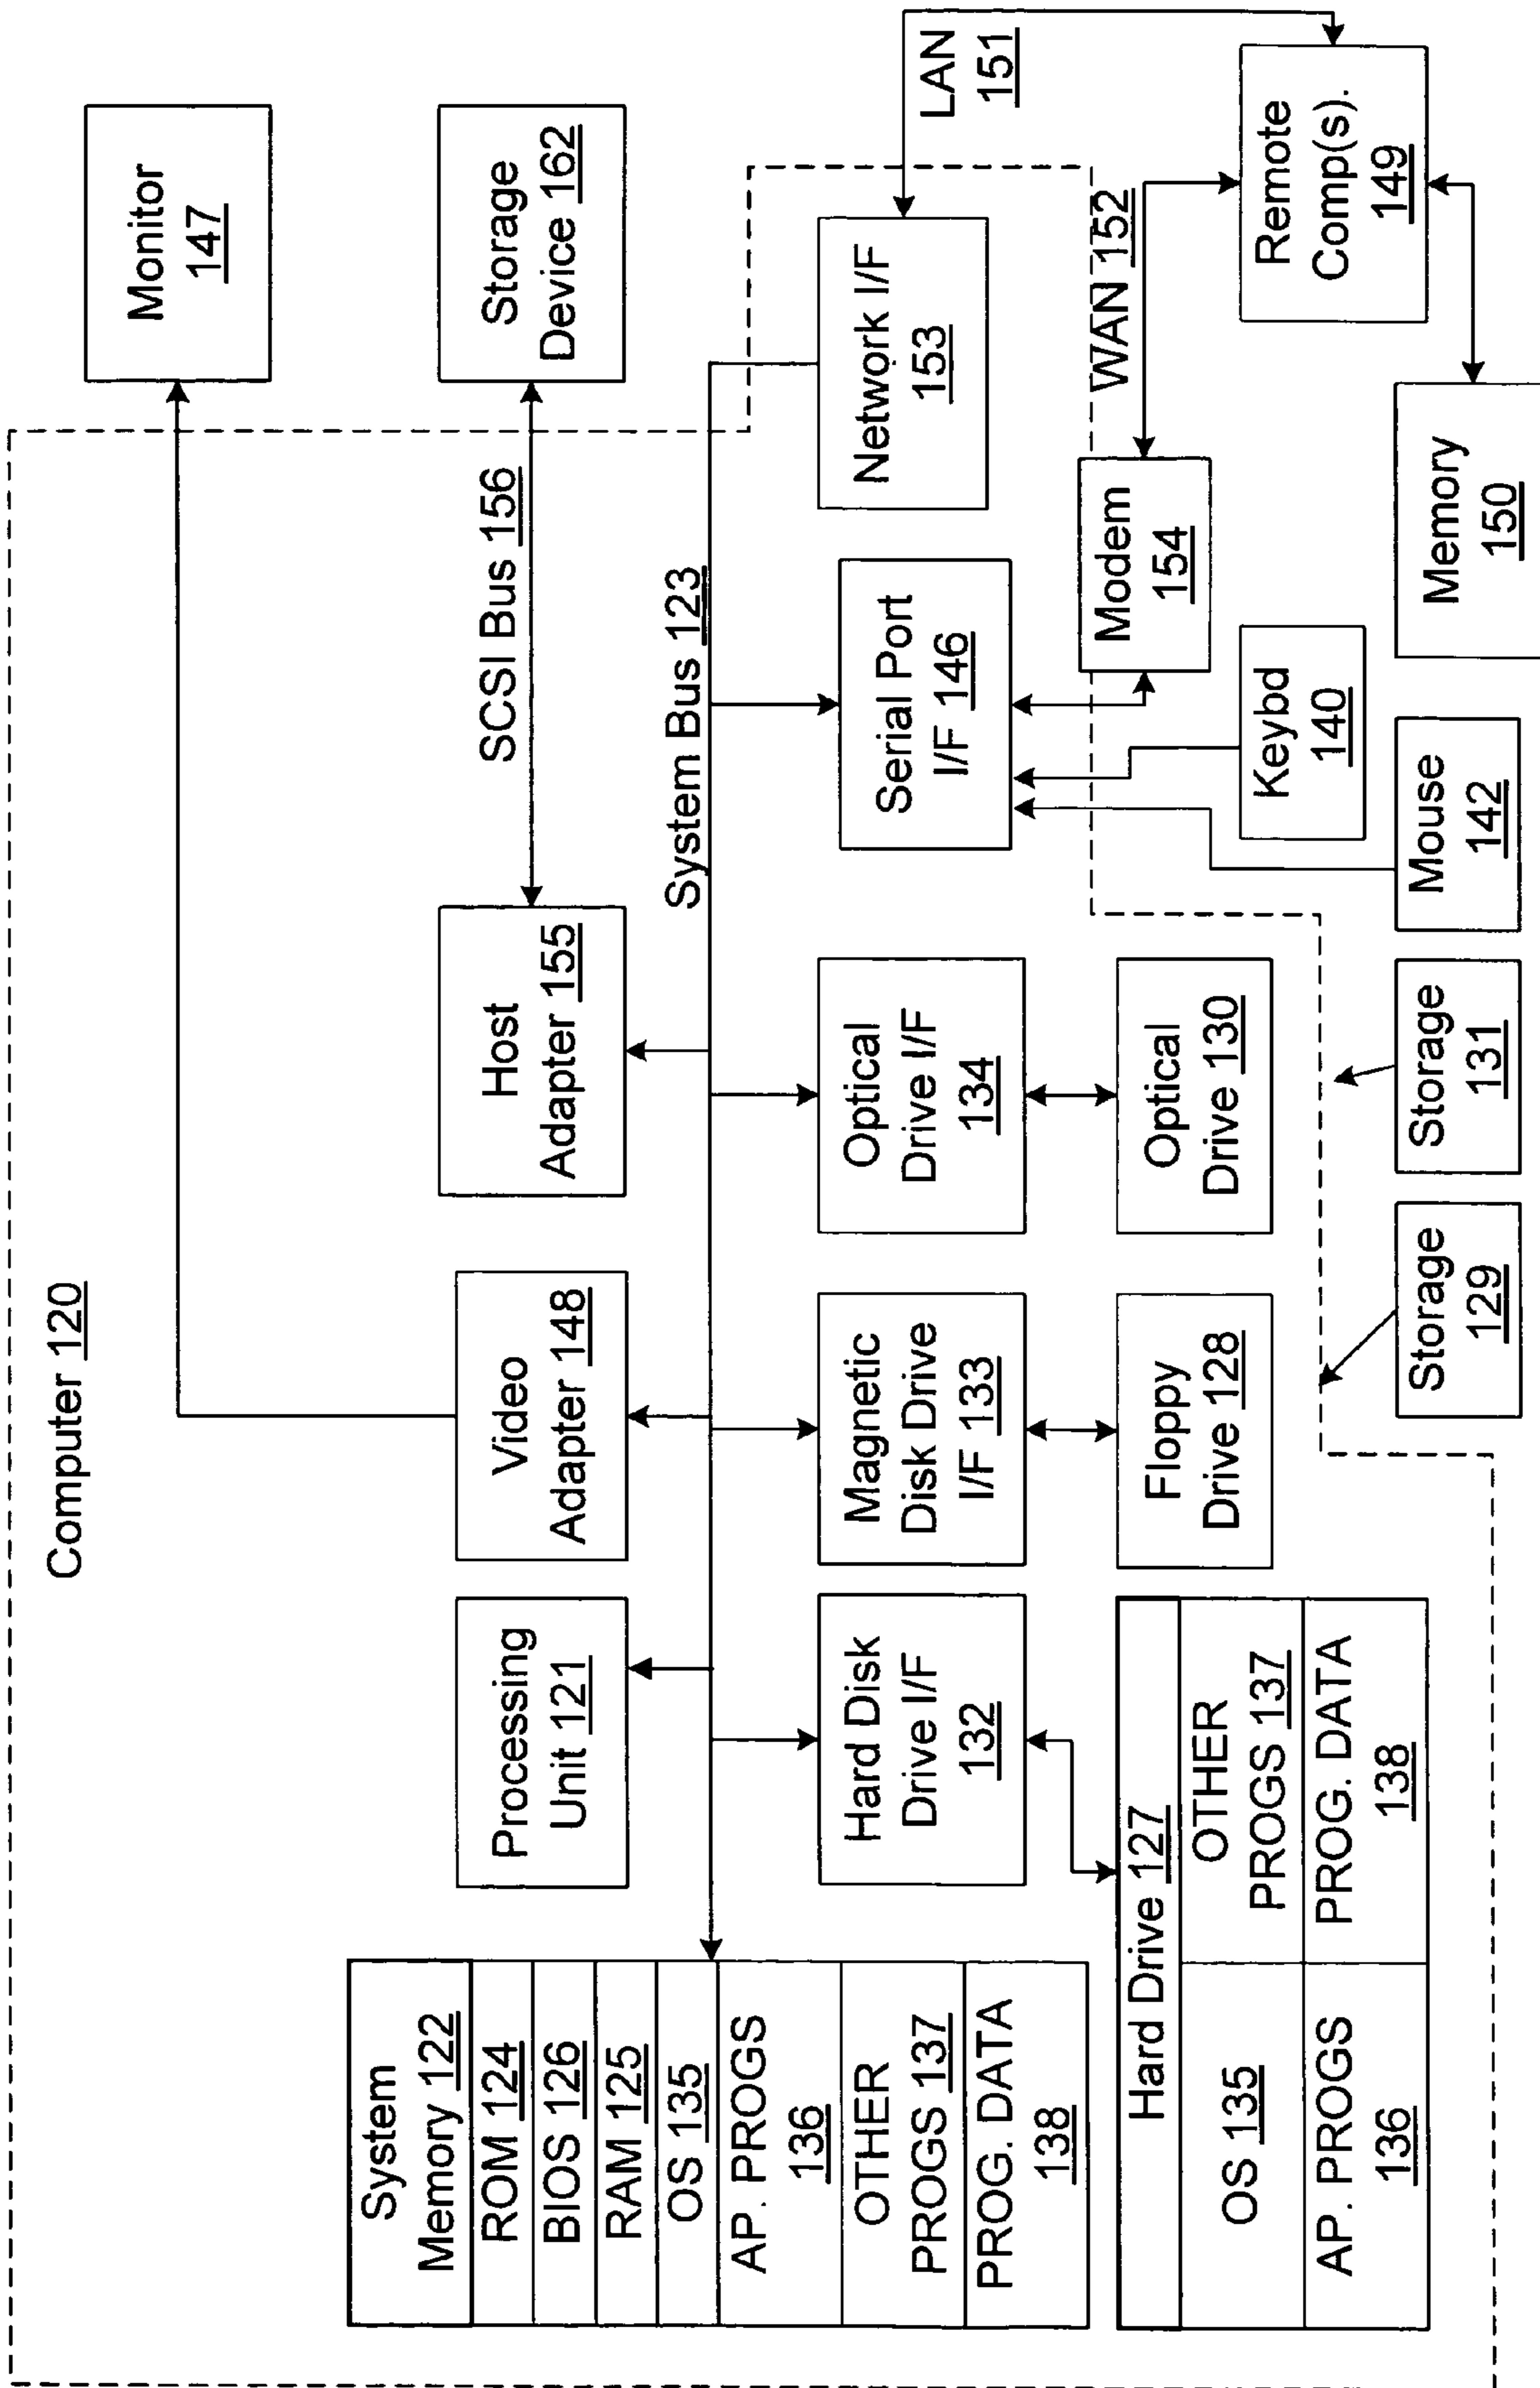 Computer 120
Monitor
147
System
Memory 122
ROM 124
BIOS 126
RAM 125
OS 135
AP. PROGS
136
OTHER
PROGS 137
PROG. DATA
138
Processing
Unit 121
Video
Adapter 148
Host
Adapter 155
SCSI Bus 156
Storage
Device 162
System Bus 123
Hard Disk
Drive I/F
132
Magnetic
Disk Drive
I/F 133
Optical
Drive I/F
134
Serial Port
I/F 146
Network I/F
153
LAN
151
Hard Drive 127
OS 135
OTHER
PROGS 137
AP. PROGS
136
PROG. DATA
138
Floppy
Drive 128
Optical
Drive 130
Modem
154
WAN 152
Keybd
140
Remote
Comp(s).
149
Storage
129
Storage
131
Mouse
142
Memory
150